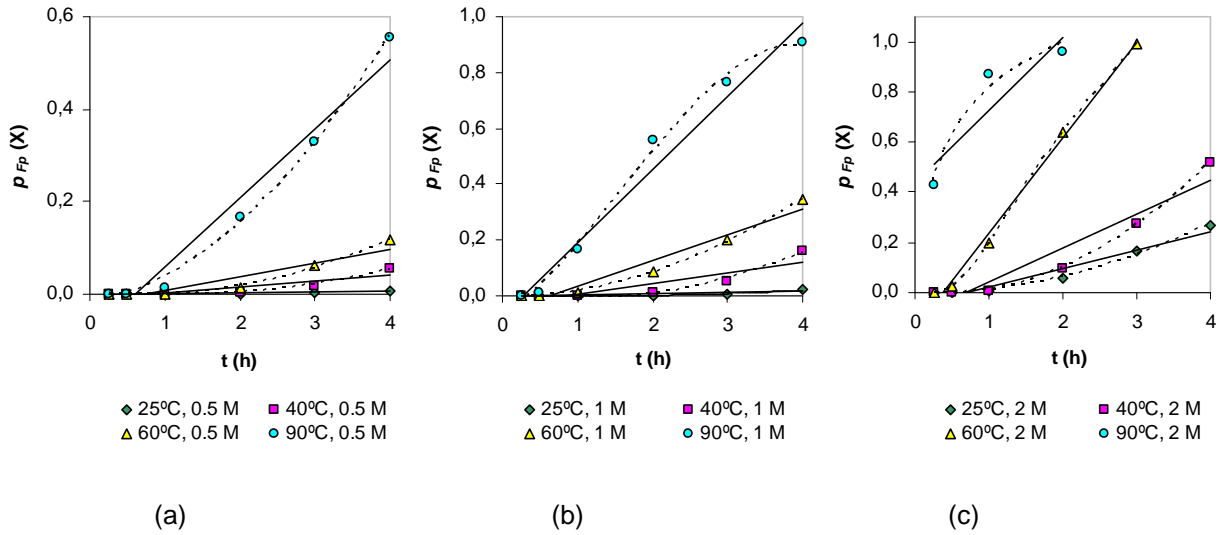 0,6
0,4
0,2
0,0
0 1 2 3 4
p Fp (X)
t (h)
25ºC, 0.5 M 40ºC, 0.5 M
60ºC, 0.5 M 90ºC, 0.5 M
(a)
1,0
0,8
0,6
0,4
0,2
0,0
0 1 2 3 4
p Fp (X)
t (h)
25ºC, 1 M 40ºC, 1 M
60ºC, 1 M 90ºC, 1 M
(b)
1,0
0,8
0,6
0,4
0,2
0,0
0 1 2 3 4
p Fp (X)
t (h)
25ºC, 2 M 40ºC, 2 M
60ºC, 2 M 90ºC, 2 M
(c)